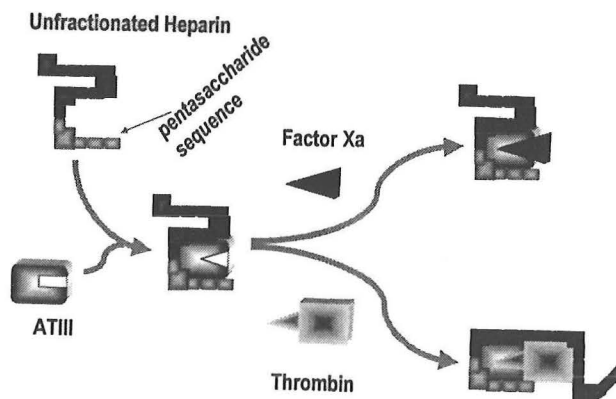 Unfractionated Heparin
pentasaccharide
sequence
Factor Xa
ATIII
Thrombin